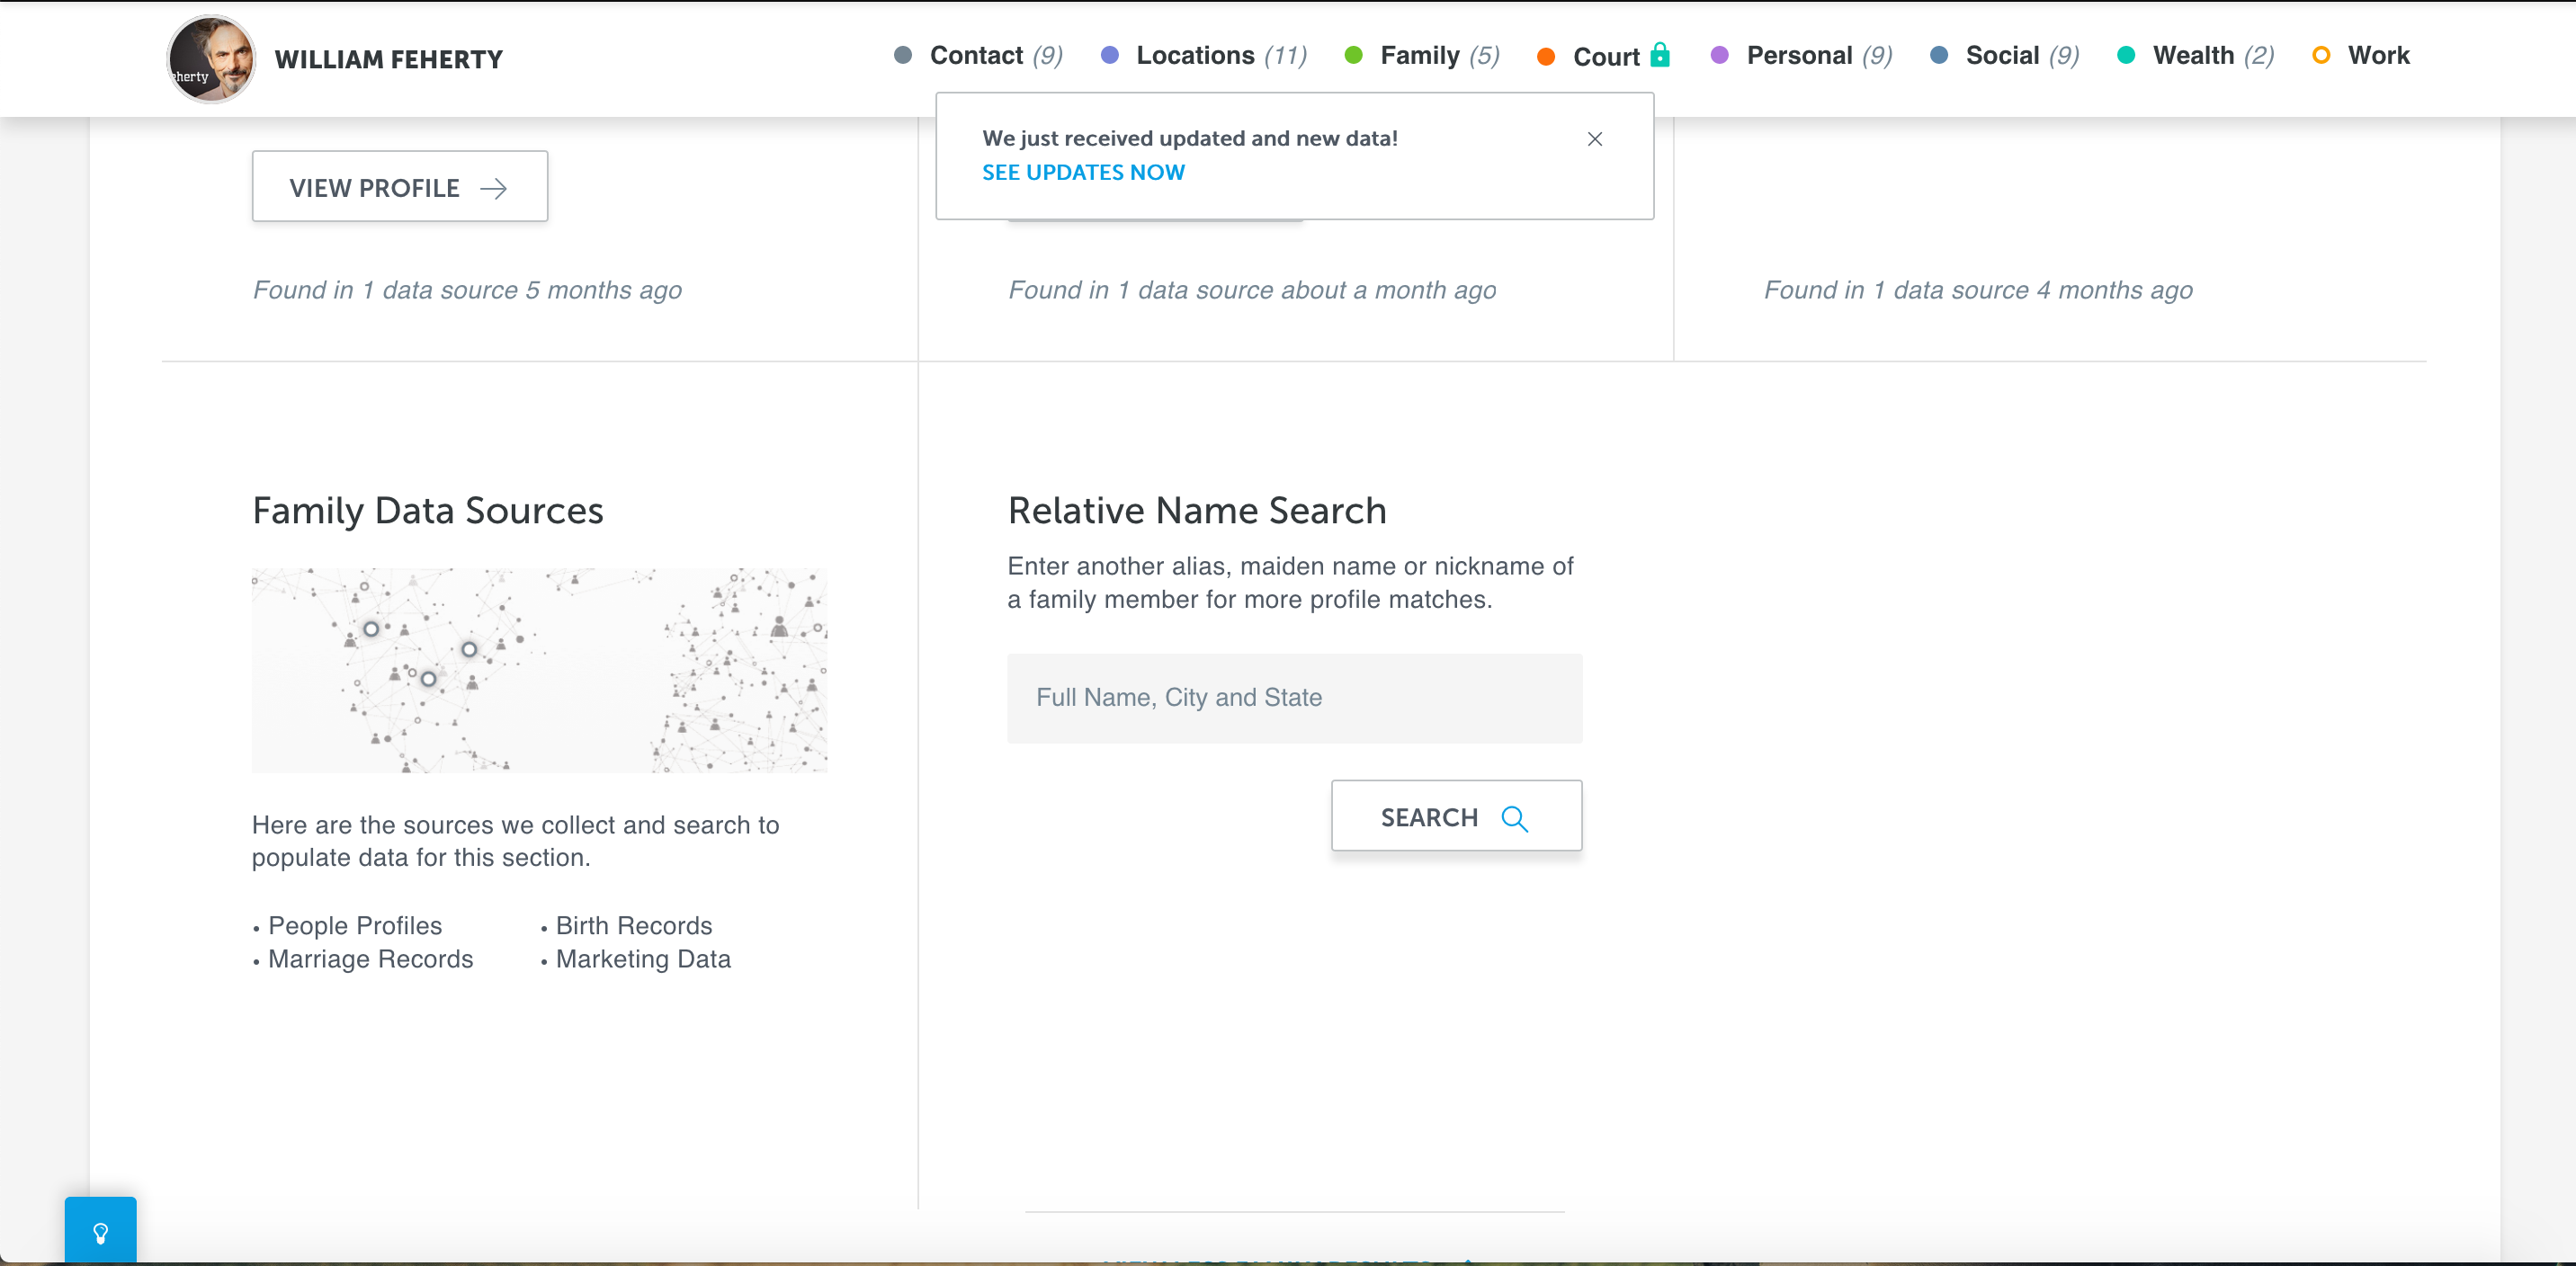 WILLIAM FEHERTY
Contact (9)
Locations (11)
Family (5)
Court
Personal (9)
Social (9)
Wealth (2)
Work
herty
We just received updated and new data!
SEE UPDATES NOW
VIEW PROFILE
Found in 1 data source 5 months ago
Found in 1 data source about a month ago
Found in 1 data source 4 months ago
Family Data Sources
Here are the sources we collect and search to
populate data for this section.
• People Profiles
• Marriage Records
• Birth Records
• Marketing Data
Relative Name Search
Enter another alias, maiden name or nickname of
a family member for more profile matches.
Full Name, City and State
SEARCH